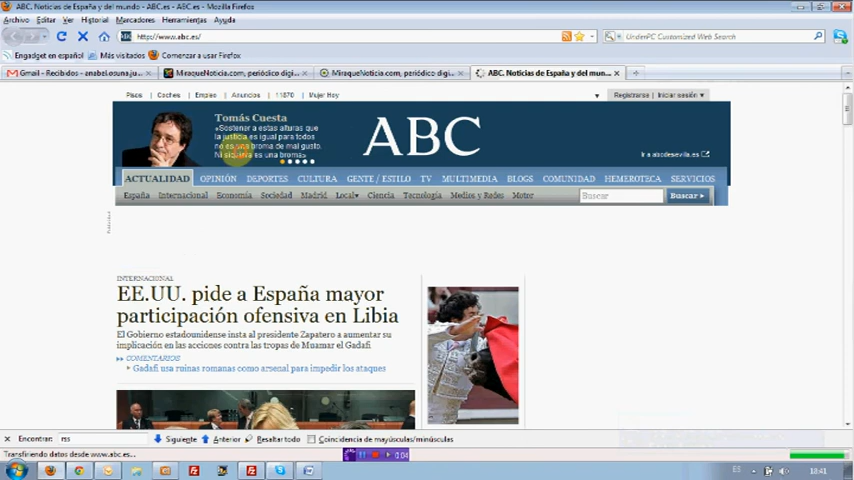 ABC. Noticias de España y del mundo - ABC.es - ABC.es - Mozilla Firefox
Archivo Editar Ver Historial Marcadores Herramientas Ayuda
http://www.abc.es/
UnderPC Customized Web Search
Engadget en español Más visitados Comenzar a usar Firefox
Gmail - Recibidos - anabel.osuna.ju...
MiraqueNoticia.com, periódico digi...
MiraqueNoticia.com, periódico digi...
ABC. Noticias de España y del mun...
Pisos Coches Empleo Anuncios 11870 Mujer Hoy
Registrarse Iniciar sesión
Tomás Cuesta
«Sostener a estas alturas que
la justicia es igual para todos
no es una broma de mal gusto.
Ni siquiera es una broma»
ABC
Ir a abcdesevilla.es
ACTUALIDAD OPINIÓN DEPORTES CULTURA GENTE / ESTILO TV MULTIMEDIA BLOGS COMUNIDAD HEMEROTECA SERVICIOS
España Internacional Economía Sociedad Madrid Local Ciencia Tecnología Medios y Redes Motor
Buscar
Buscar
INTERNACIONAL
EE.UU. pide a España mayor
participación ofensiva en Libia
El Gobierno estadounidense insta al presidente Zapatero a aumentar su
implicación en las acciones contra las tropas de Muamar el Gadafi
COMENTARIOS
Gadafi usa ruinas romanas como arsenal para impedir los ataques
Encontrar: rss Siguiente Anterior Resaltar todo Coincidencia de mayúsculas/minúsculas
Transfiriendo datos desde www.abc.es...
0:04
ES
18:41